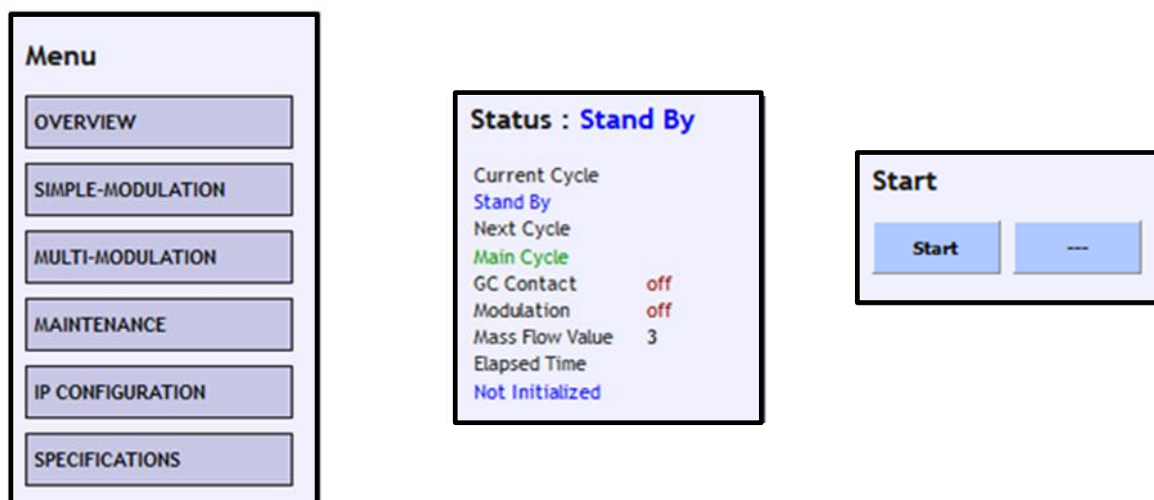 Menu
OVERVIEW
SIMPLE-MODULATION
MULTI-MODULATION
MAINTENANCE
IP CONFIGURATION
SPECIFICATIONS
Status : Stand By
Current Cycle
Stand By
Next Cycle
Main Cycle
GC Contact off
Modulation off
Mass Flow Value 3
Elapsed Time
Not Initialized
Start
Start ---